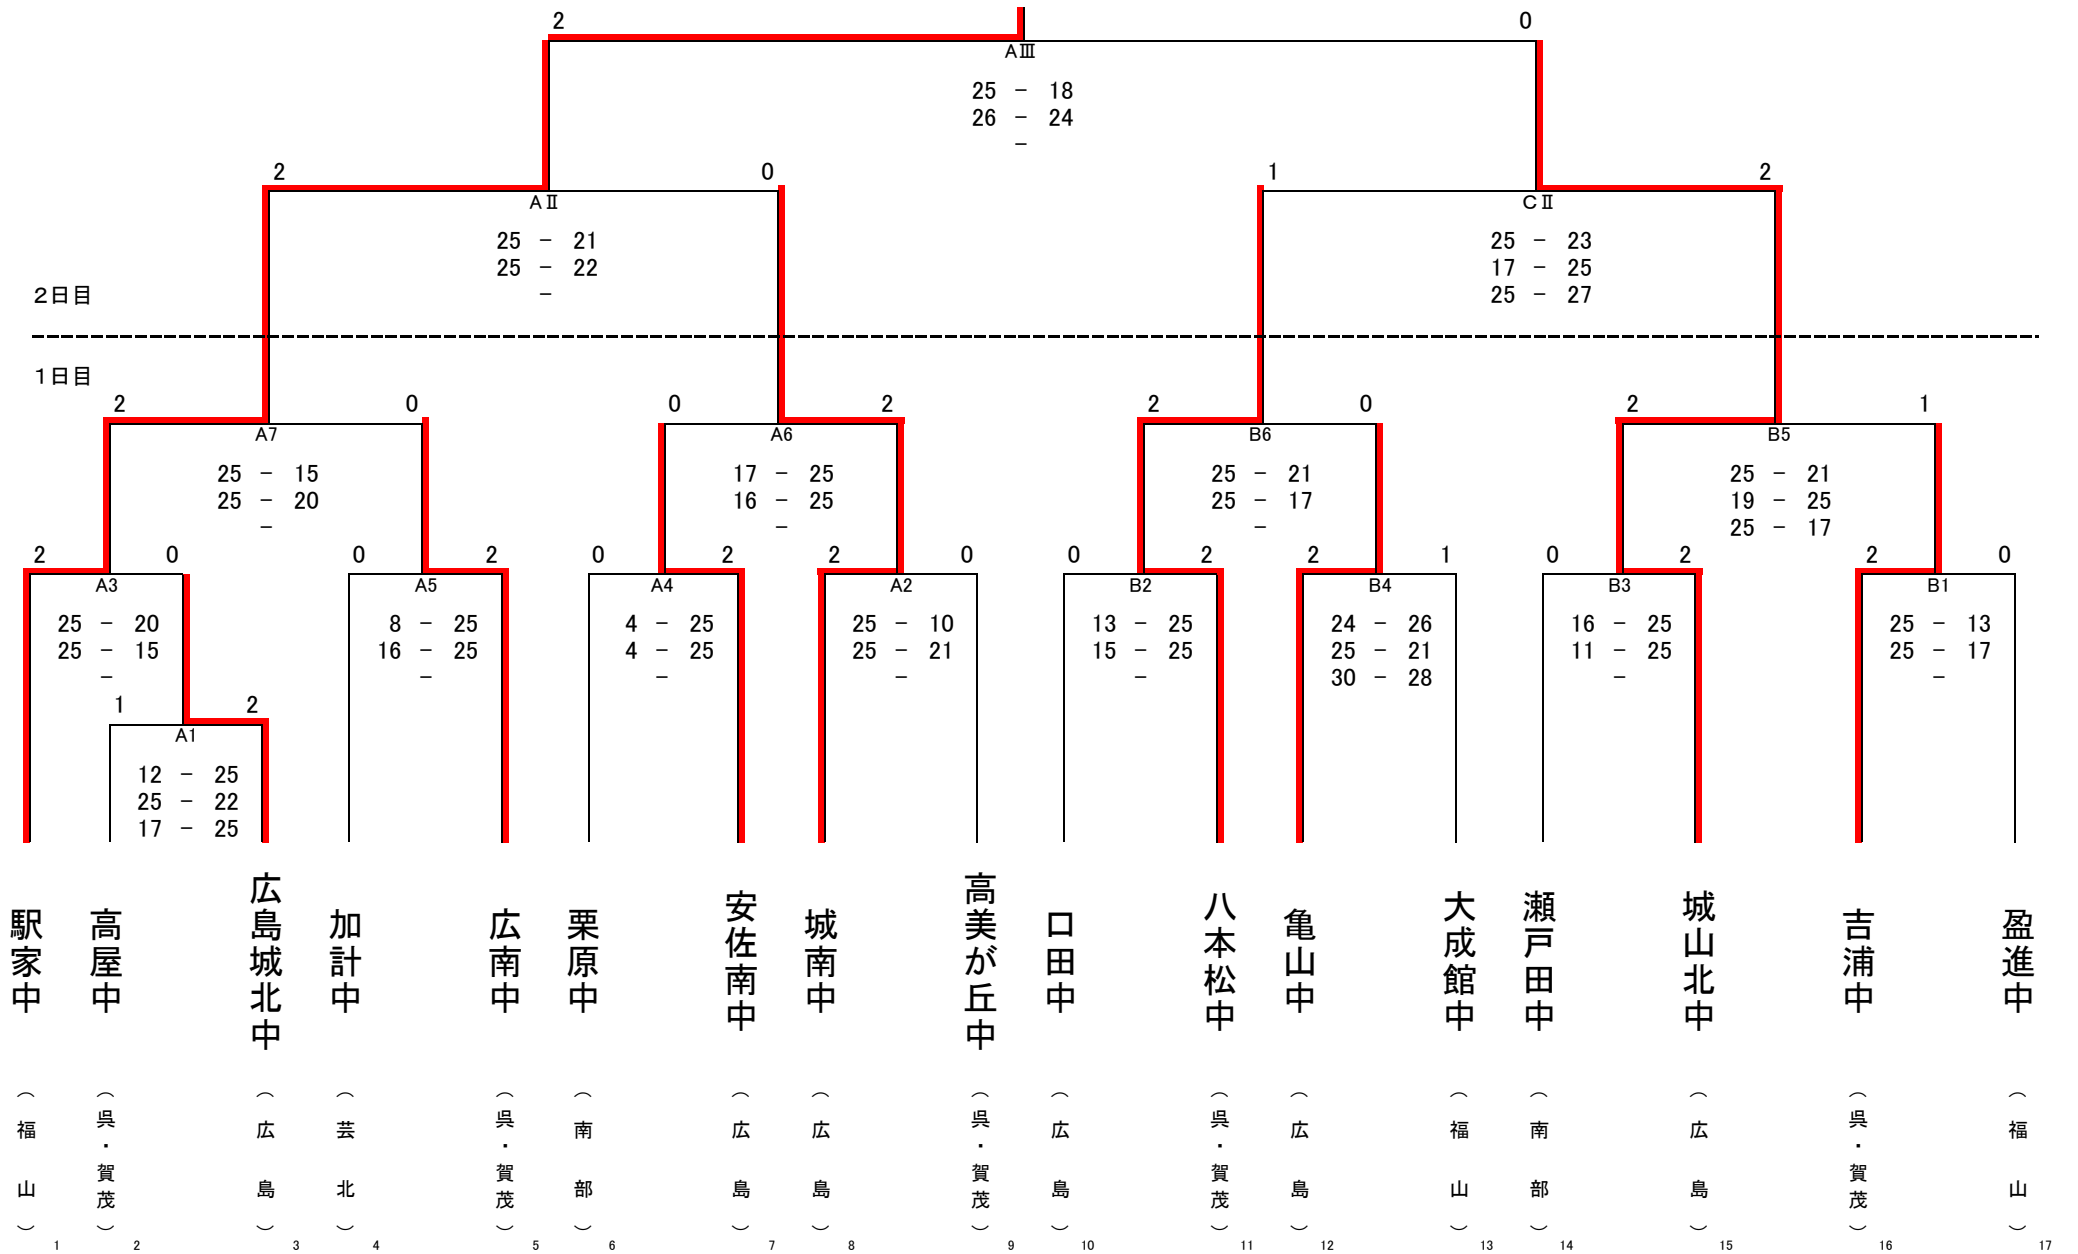 2 0
AⅢ
25 - 18
26 - 24
-
2 0 1 2
AⅡ CⅡ
25 - 21 25 - 23
25 - 22 17 - 25
- 25 - 27
2日目
1日目
2 0 0 2 2 0 2 1
A7 A6 B6 B5
25 - 15 17 - 25 25 - 21 25 - 21
25 - 20 16 - 25 25 - 17 19 - 25
- - - 25 - 17
2 0 0 2 0 2 2 0 0 2 2 1 0 2 2 0
A3 A5 A4 A2 B2 B4 B3 B1
25 - 20 8 - 25 4 - 25 25 - 10 13 - 25 24 - 26 16 - 25 25 - 13
25 - 15 16 - 25 4 - 25 25 - 21 15 - 25 25 - 21 11 - 25 25 - 17
- - - - - 30 - 28 - -
1 2
A1
12 - 25
25 - 22
17 - 25
駅家中
高屋中
広島城北中
加計中
広南中
栗原中
安佐南中
城南中
高美が丘中
口田中
八本松中
亀山中
大成館中
瀬戸田中
城山北中
吉浦中
盈進中
（福山）
（呉・賀茂）
（広島）
（芸北）
（呉・賀茂）
（南部）
（広島）
（広島）
（呉・賀茂）
（広島）
（呉・賀茂）
（広島）
（福山）
（南部）
（広島）
（呉・賀茂）
（福山）
1 2 3 4 5 6 7 8 9 10 11 12 13 14 15 16 17